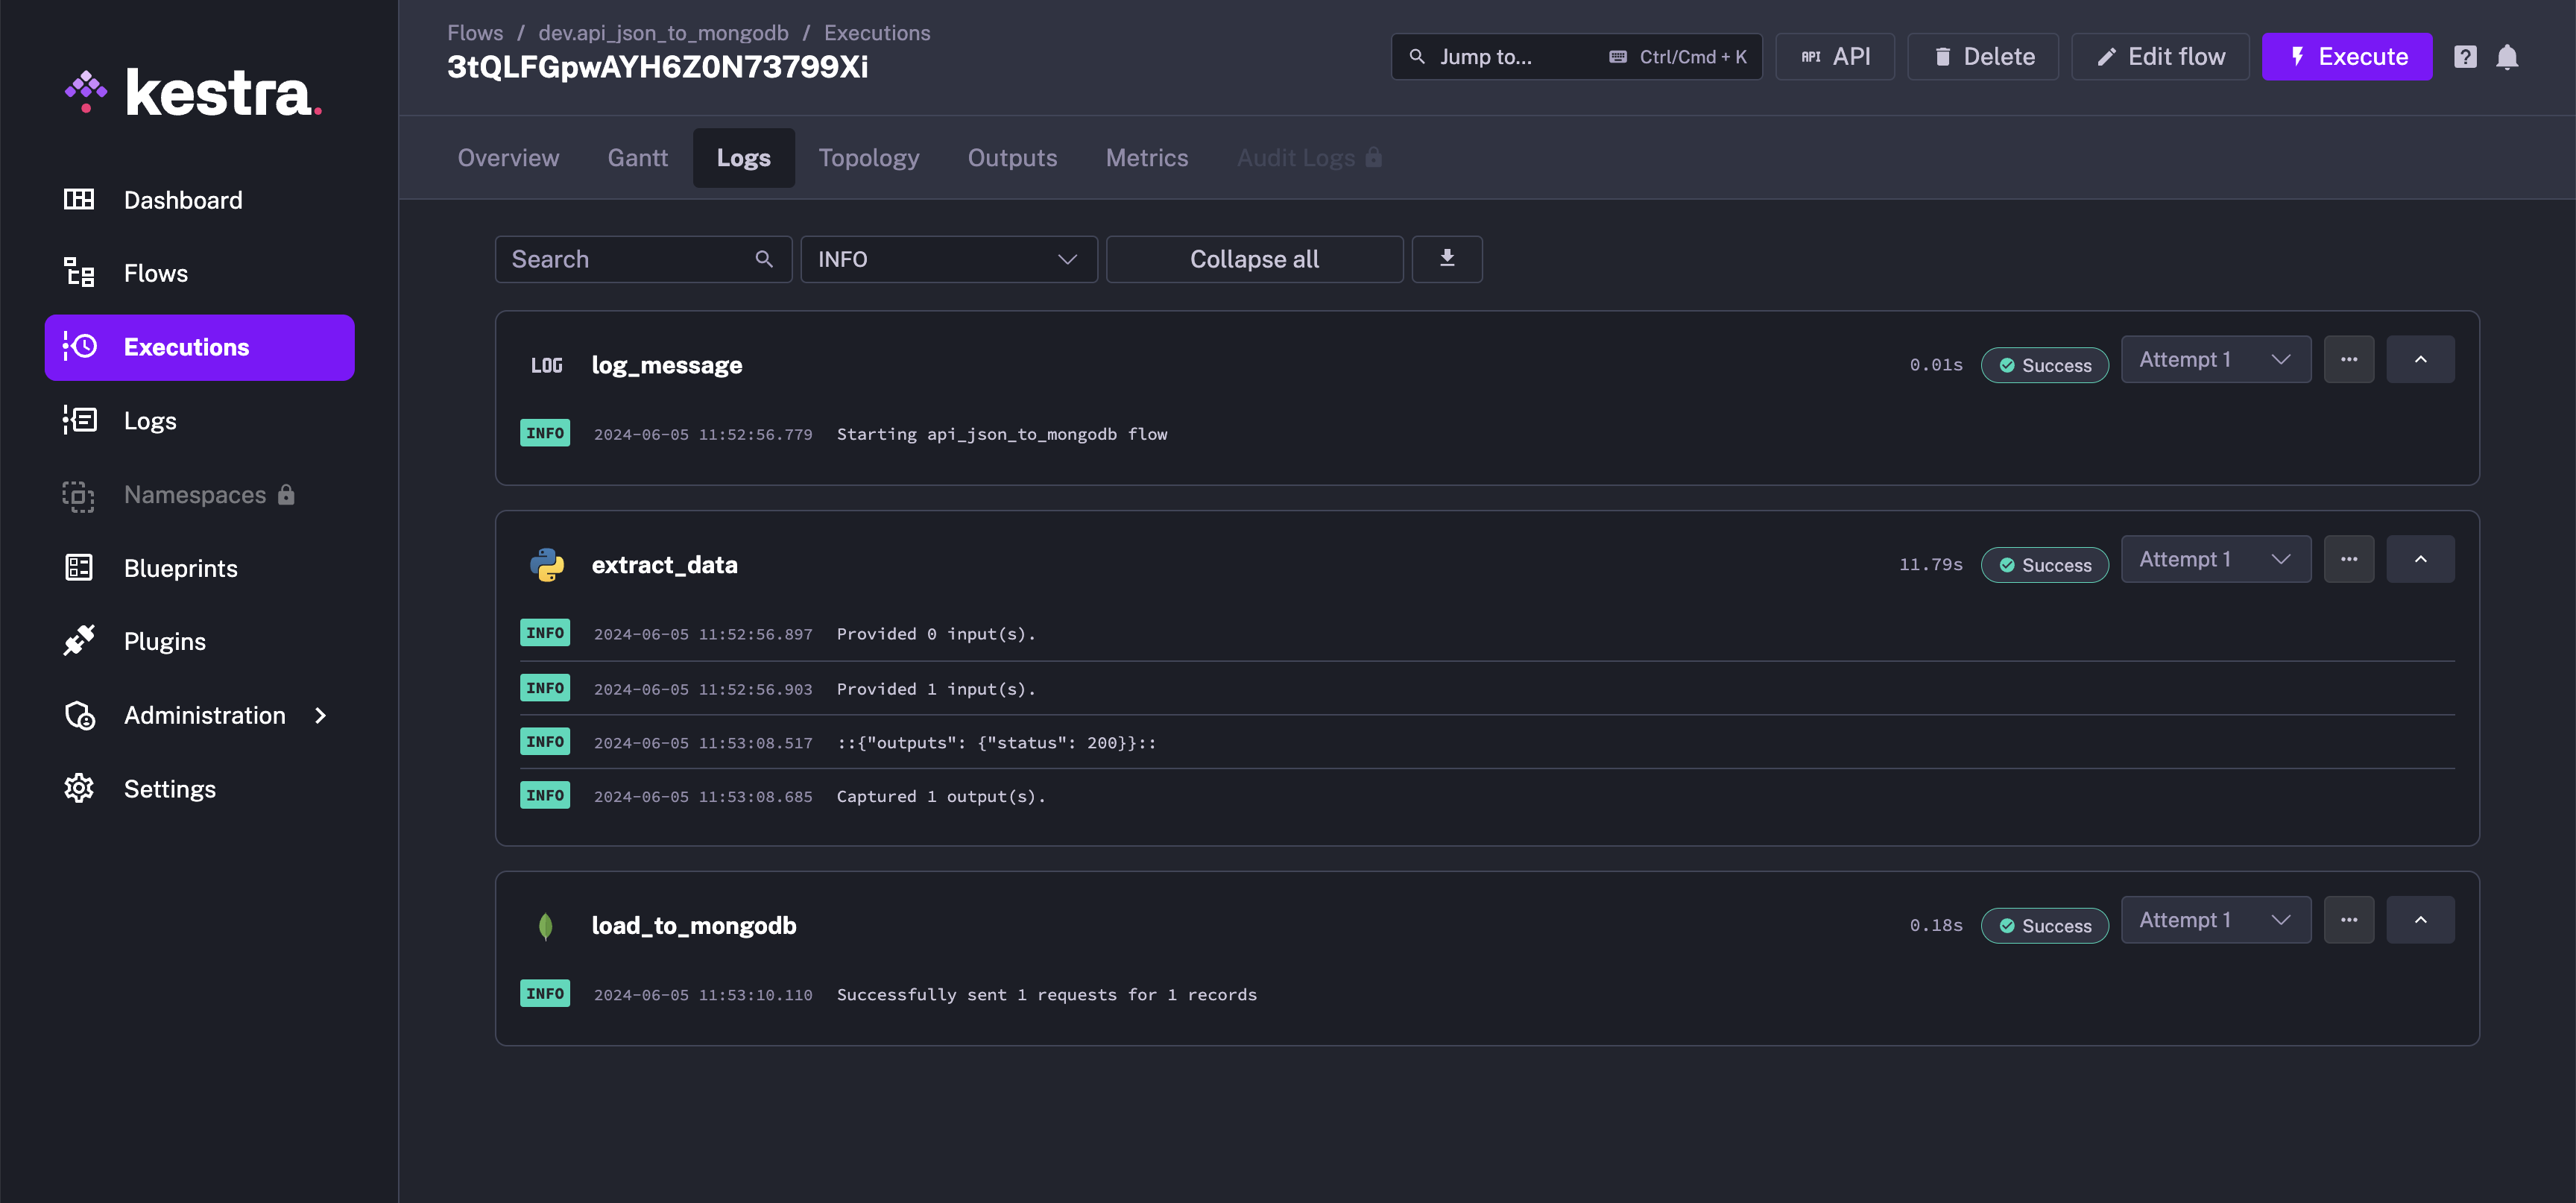 kestra.
Dashboard
Flows
Executions
Logs
Namespaces
Blueprints
Plugins
Administration
Settings
Flows / dev.api_json_to_mongodb / Executions
3tQLFGpwAYH6Z0N73799Xi
Jump to... Ctrl/Cmd + K
API API
Delete
Edit flow
Execute
?
Overview Gantt Logs Topology Outputs Metrics Audit Logs
Search INFO Collapse all
LOG log_message 0.01s Success Attempt 1 ...
INFO 2024-06-05 11:52:56.779 Starting api_json_to_mongodb flow
extract_data 11.79s Success Attempt 1 ...
INFO 2024-06-05 11:52:56.897 Provided 0 input(s).
INFO 2024-06-05 11:52:56.903 Provided 1 input(s).
INFO 2024-06-05 11:53:08.517 ::{"outputs": {"status": 200}}::
INFO 2024-06-05 11:53:08.685 Captured 1 output(s).
load_to_mongodb 0.18s Success Attempt 1 ...
INFO 2024-06-05 11:53:10.110 Successfully sent 1 requests for 1 records